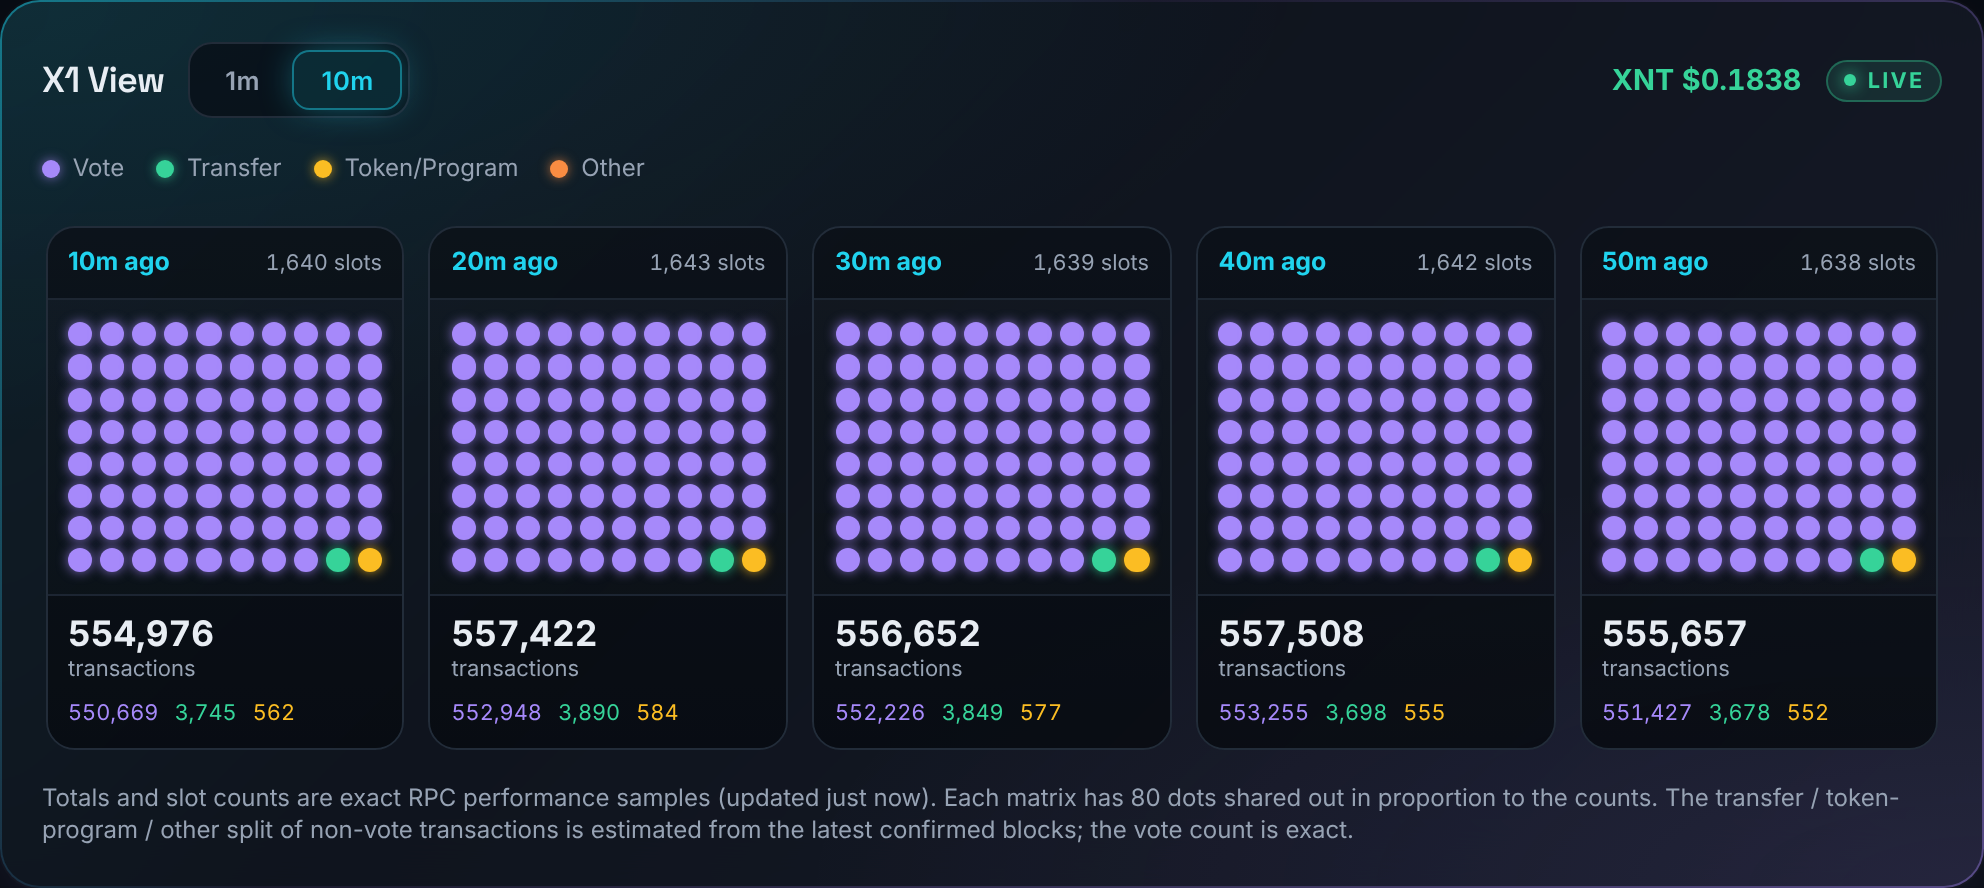 X1 View
1m
10m
XNT $0.1838
LIVE
Vote
Transfer
Token/Program
Other
10m ago
1,640 slots
554,976
transactions
550,669 3,745 562
20m ago
1,643 slots
557,422
transactions
552,948 3,890 584
30m ago
1,639 slots
556,652
transactions
552,226 3,849 577
40m ago
1,642 slots
557,508
transactions
553,255 3,698 555
50m ago
1,638 slots
555,657
transactions
551,427 3,678 552
Totals and slot counts are exact RPC performance samples (updated just now). Each matrix has 80 dots shared out in proportion to the counts. The transfer / token-
program / other split of non-vote transactions is estimated from the latest confirmed blocks; the vote count is exact.